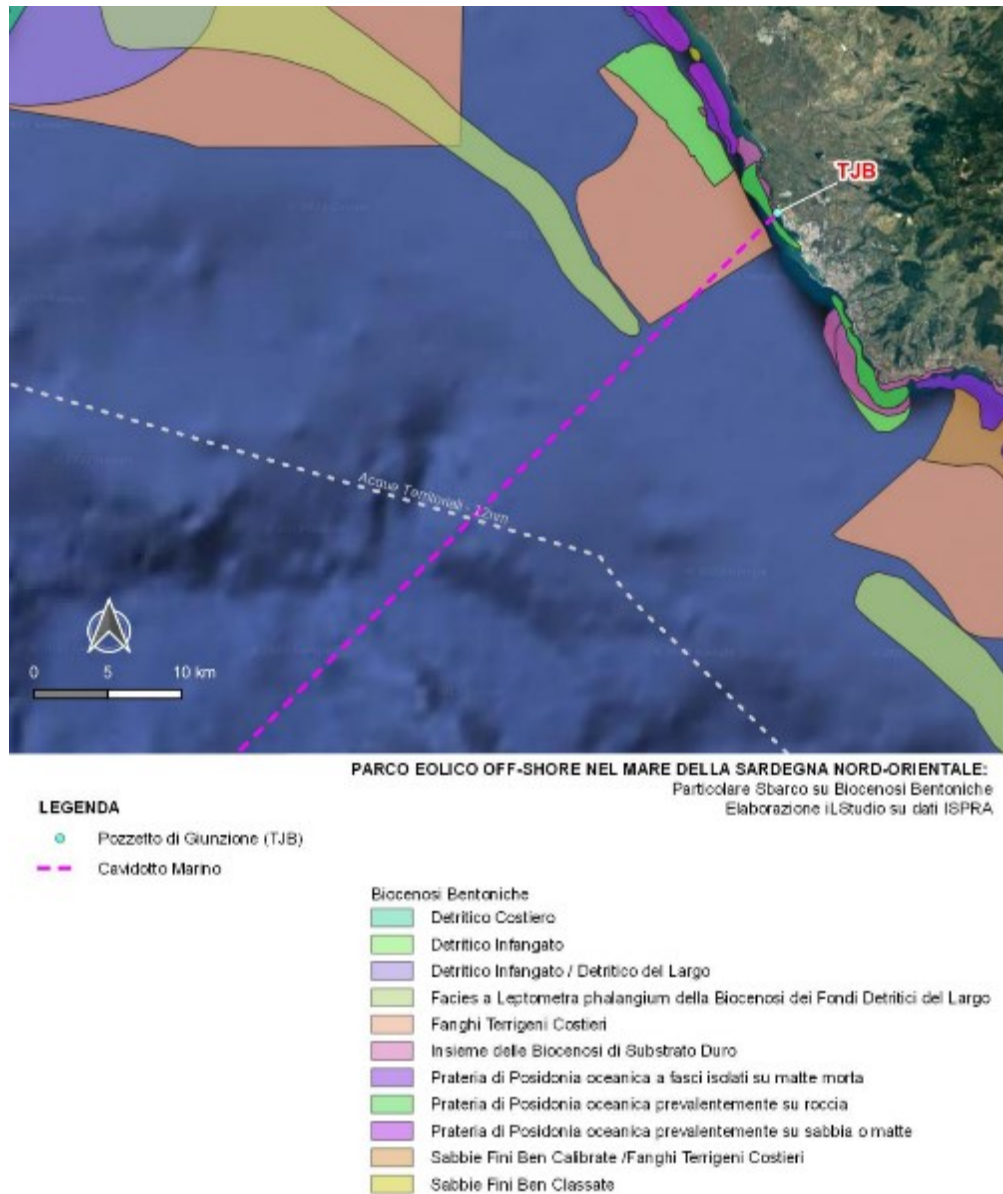 TJB
Acque Territoriali - 12nm
0 5 10 km
PARCO EOLICO OFF-SHORE NEL MARE DELLA SARDEGNA NORD-ORIENTALE:
Particolare Sbarco su Biocenosi Bentoniche
Elaborazione iLStudio su dati ISPRA
LEGENDA
Pozzetto di Giunzione (TJB)
Cavidotto Marino
Biocenosi Bentoniche
Detritico Costiero
Detritico Infangato
Detritico Infangato / Detritico del Largo
Facies a Leptometra phalangium della Biocenosi dei Fondi Detritici del Largo
Fanghi Terrigeni Costieri
Insieme delle Biocenosi di Substrato Duro
Prateria di Posidonia oceanica a fasci isolati su matte morta
Prateria di Posidonia oceanica prevalentemente su roccia
Prateria di Posidonia oceanica prevalentemente su sabbia o matte
Sabbie Fini Ben Calibrate /Fanghi Terrigeni Costieri
Sabbie Fini Ben Classate